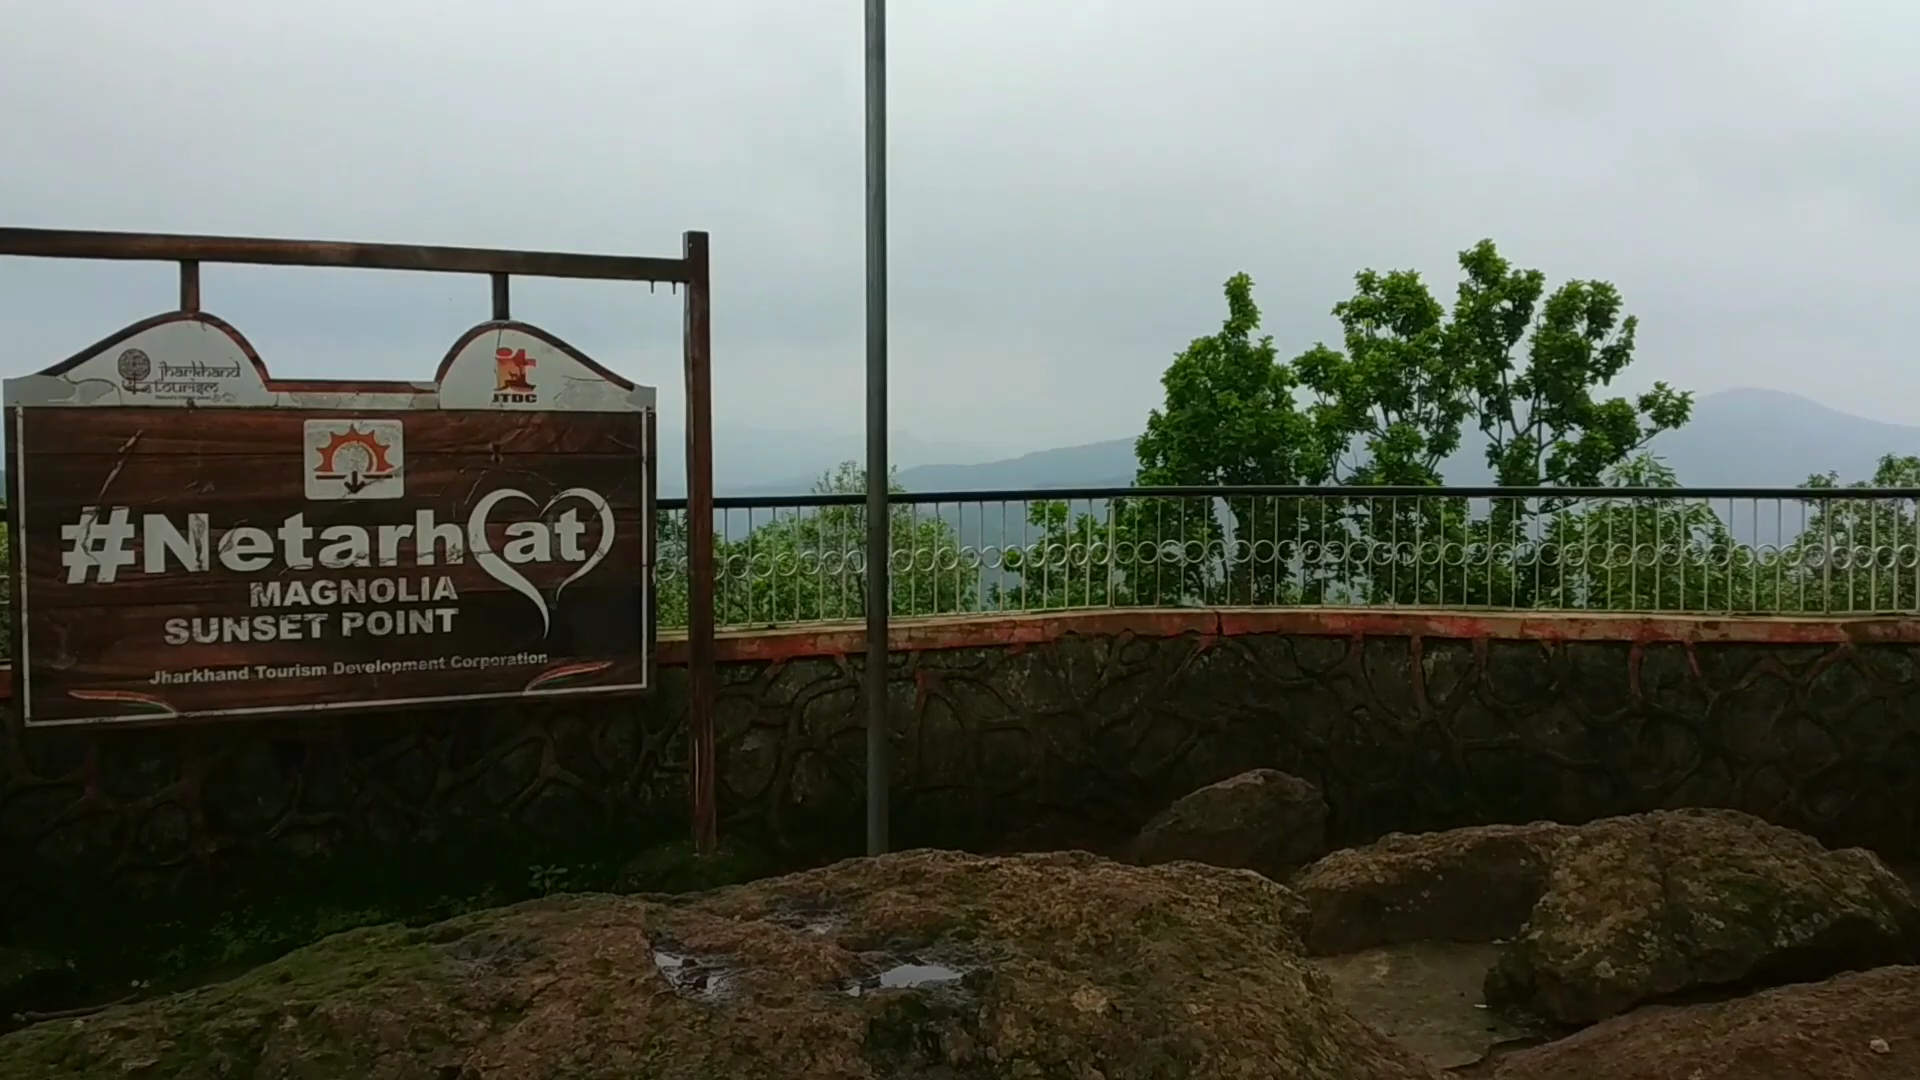 jharkhand
tourism
JTDC
#Netarhat
MAGNOLIA
SUNSET POINT
Jharkhand Tourism Development Corporation